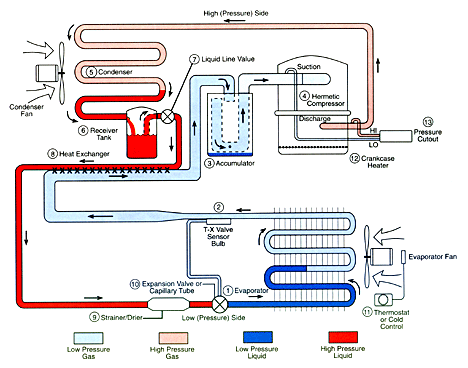 High (Pressure) Side
⑦ Liquid Line Value
⑤ Condenser
Suction
④ Hermetic
Compressor
Condenser
Fan
⑥ Receiver
Tank
Discharge
⑬
HI
LO
Pressure
Cutout
⑧ Heat Exchanger
③ Accumulator
⑫ Crankcase
Heater
②
T-X Valve
Sensor
Bulb
Evaporator Fan
⑩ Expansion Valve or
Capillary Tube
① Evaporator
⑨ Strainer/Drier
Low (Pressure) Side
⑪ Thermostat
or Cold
Control
Low Pressure
Gas
High Pressure
Gas
Low Pressure
Liquid
High Pressure
Liquid